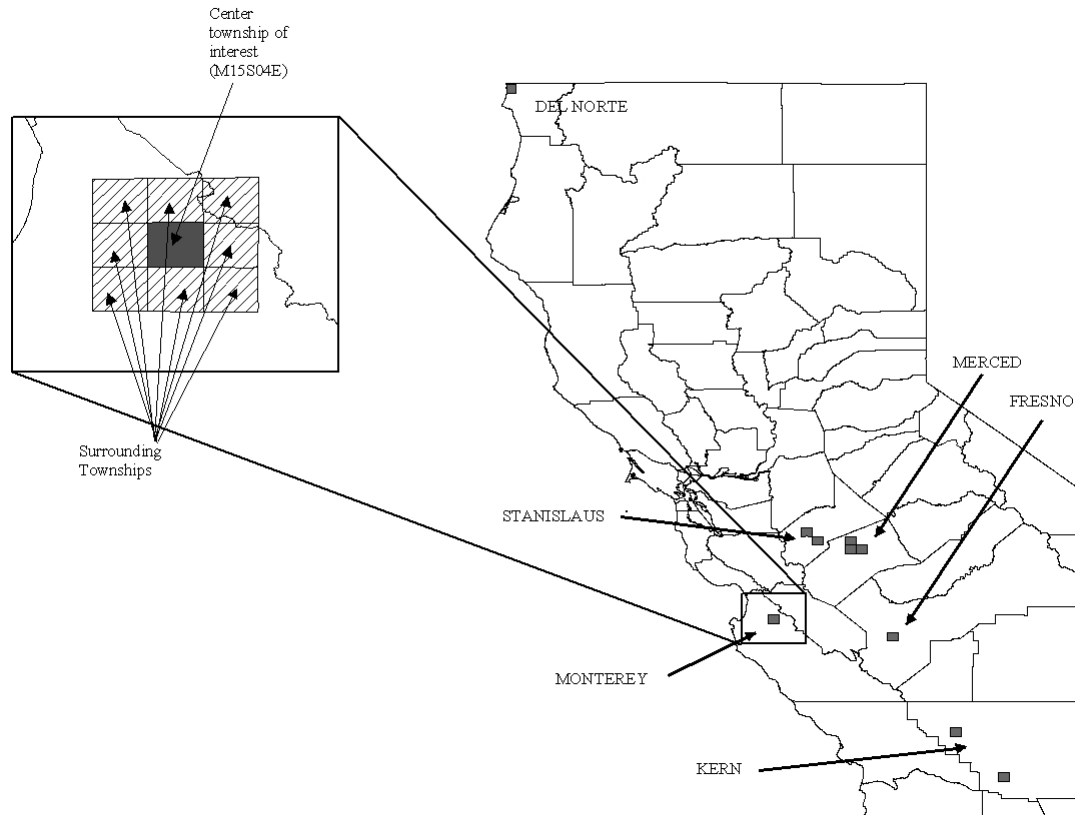 Center
township of
interest
(M15S04E)
DEL NORTE
MERCED
FRESNO
Surrounding
Townships
STANISLAUS
MONTEREY
KERN